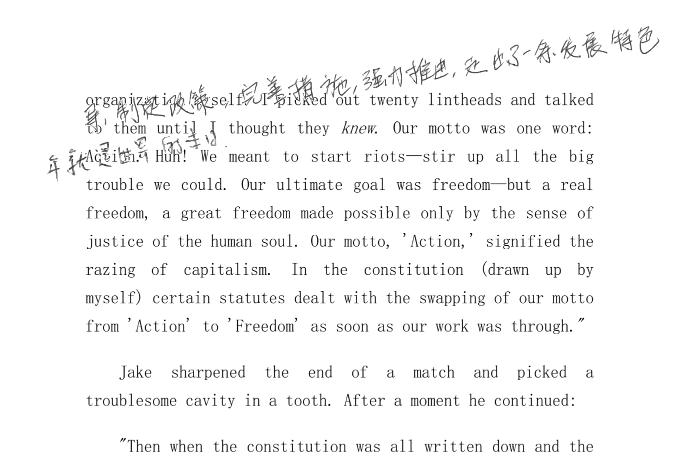 制定政策,完善措施,强力推进,走出了一条发展特色
organization myself. I picked out twenty lintheads and talked
to them until I thought they knew. Our motto was one word:
年就是世界的
Action. Huh! We meant to start riots—stir up all the big
trouble we could. Our ultimate goal was freedom—but a real
freedom, a great freedom made possible only by the sense of
justice of the human soul. Our motto, 'Action,' signified the
razing of capitalism. In the constitution (drawn up by
myself) certain statutes dealt with the swapping of our motto
from 'Action' to 'Freedom' as soon as our work was through."
Jake sharpened the end of a match and picked a
troublesome cavity in a tooth. After a moment he continued:
"Then when the constitution was all written down and the